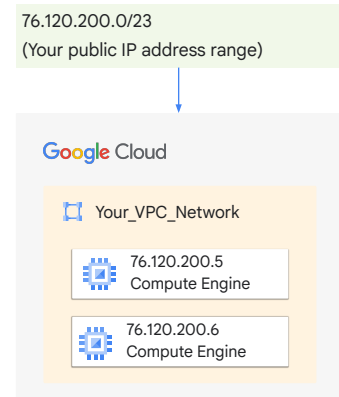 76.120.200.0/23
(Your public IP address range)
Google Cloud
Your_VPC_Network
76.120.200.5
Compute Engine
76.120.200.6
Compute Engine